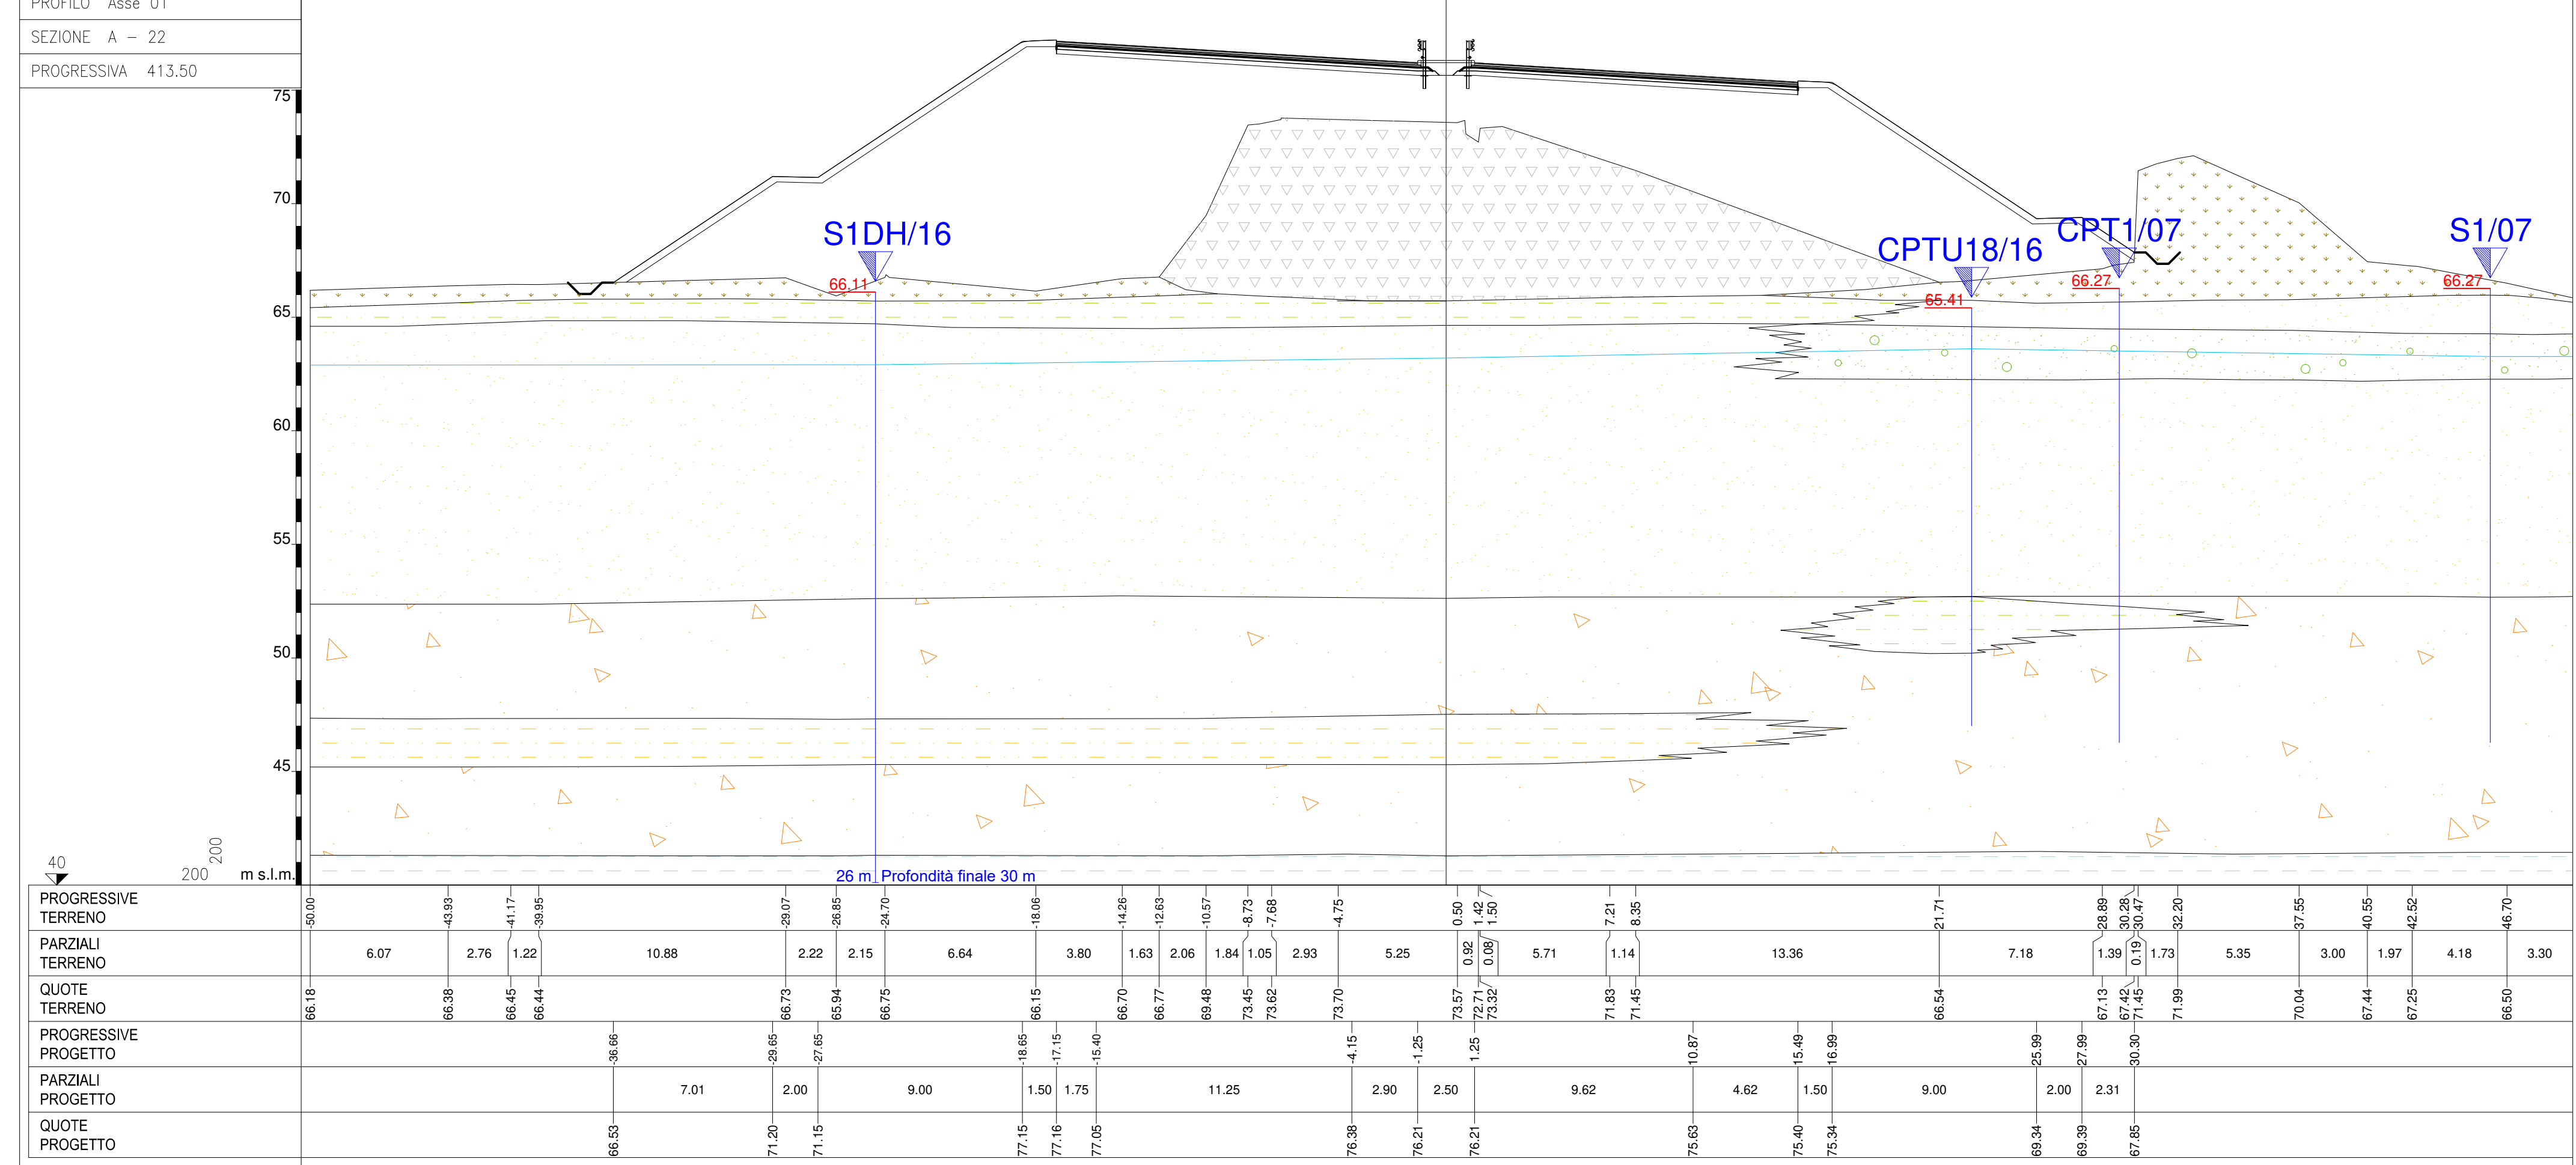 PROFILO Asse 01
SEZIONE A - 22
PROGRESSIVA 413.50
75
70
65
60
55
50
45
40
200
200
m s.l.m.
S1DH/16
66.11
CPTU18/16
65.41
CPT1/07
66.27
S1/07
66.27
26 m Profondità finale 30 m
PROGRESSIVE
TERRENO
-50.00 -43.93 -41.17 -39.95 -29.07 -26.85 -24.70 -18.06 -14.26 -12.63 -10.57 -8.73 -7.68 -4.75 0.50 1.42 1.50 7.21 8.35 21.71 28.89 30.28 30.47 32.20 37.55 40.55 42.52 46.70
PARZIALI
TERRENO
6.07 2.76 1.22 10.88 2.22 2.15 6.64 3.80 1.63 2.06 1.84 1.05 2.93 5.25 0.92 0.08 5.71 1.14 13.36 7.18 1.39 0.19 1.73 5.35 3.00 1.97 4.18 3.30
QUOTE
TERRENO
66.18 66.38 66.45 66.44 66.73 65.94 66.75 66.15 66.70 66.77 69.48 73.45 73.62 73.70 73.57 72.71 73.32 71.83 71.45 66.54 67.13 67.42 71.45 71.99 70.04 67.44 67.25 66.50
PROGRESSIVE
PROGETTO
-36.66 -29.65 -27.65 -18.65 -17.15 -15.40 -4.15 -1.25 1.25 10.87 15.49 16.99 25.99 27.99 30.30
PARZIALI
PROGETTO
7.01 2.00 9.00 1.50 1.75 11.25 2.90 2.50 9.62 4.62 1.50 9.00 2.00 2.31
QUOTE
PROGETTO
66.53 71.20 71.15 77.15 77.16 77.05 76.38 76.21 76.21 75.63 75.40 75.34 69.34 69.39 67.85